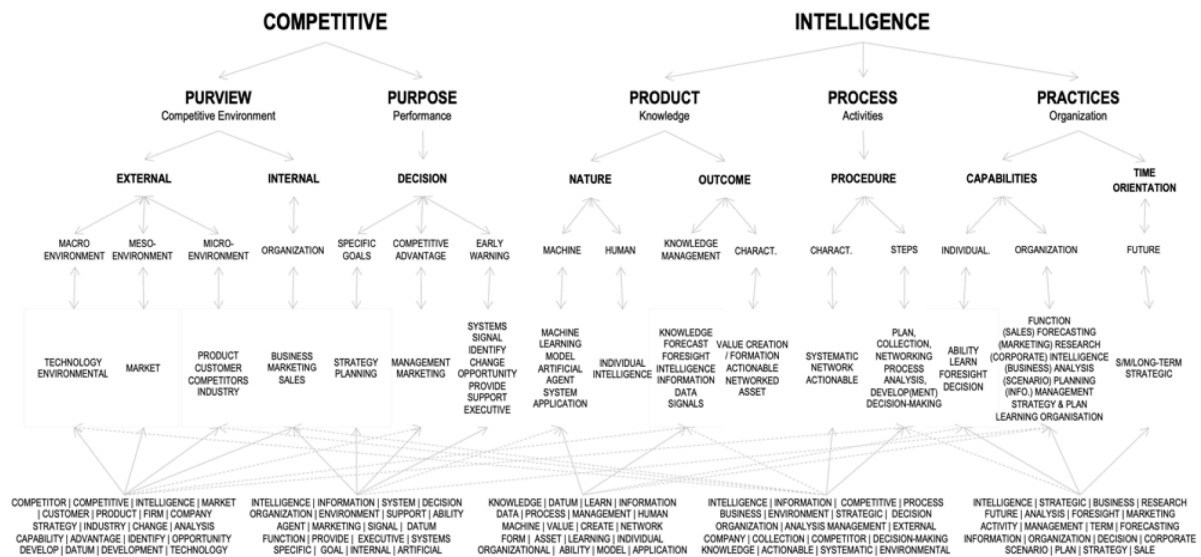 COMPETITIVE
INTELLIGENCE
PURVIEW
Competitive Environment
PURPOSE
Performance
PRODUCT
Knowledge
PROCESS
Activities
PRACTICES
Organization
EXTERNAL
INTERNAL
DECISION
NATURE
OUTCOME
PROCEDURE
CAPABILITIES
TIME
ORIENTATION
MACRO
ENVIRONMENT
MESO-
ENVIRONMENT
MICRO-
ENVIRONMENT
ORGANIZATION
SPECIFIC
GOALS
COMPETITIVE
ADVANTAGE
EARLY
WARNING
MACHINE
HUMAN
KNOWLEDGE
MANAGEMENT
CHARACT.
CHARACT.
STEPS
INDIVIDUAL.
ORGANIZATION
FUTURE
TECHNOLOGY
ENVIRONMENTAL
MARKET
PRODUCT
CUSTOMER
COMPETITORS
INDUSTRY
BUSINESS
MARKETING
SALES
STRATEGY
PLANNING
MANAGEMENT
MARKETING
SYSTEMS
SIGNAL
IDENTIFY
CHANGE
OPPORTUNITY
PROVIDE
SUPPORT
EXECUTIVE
MACHINE
LEARNING
MODEL
ARTIFICIAL
AGENT
SYSTEM
APPLICATION
INDIVIDUAL
INTELLIGENCE
KNOWLEDGE
FORECAST
FORESIGHT
INTELLIGENCE
INFORMATION
DATA
SIGNALS
VALUE CREATION
/ FORMATION
ACTIONABLE
NETWORKED
ASSET
SYSTEMATIC
NETWORK
ACTIONABLE
PLAN,
COLLECTION,
NETWORKING
PROCESS
ANALYSIS,
DEVELOP(MENT)
DECISION-MAKING
ABILITY
LEARN
FORESIGHT
DECISION
FUNCTION
(SALES) FORECASTING
(MARKETING) RESEARCH
(CORPORATE) INTELLIGENCE
(BUSINESS) ANALYSIS
(SCENARIO) PLANNING
(INFO.) MANAGEMENT
STRATEGY & PLAN
LEARNING ORGANISATION
S/M/LONG-TERM
STRATEGIC
COMPETITOR | COMPETITIVE | INTELLIGENCE | MARKET
| CUSTOMER | PRODUCT | FIRM | COMPANY
STRATEGY | INDUSTRY | CHANGE | ANALYSIS
CAPABILITY | ADVANTAGE | IDENTIFY | OPPORTUNITY
DEVELOP | DATUM | DEVELOPMENT | TECHNOLOGY
INTELLIGENCE | INFORMATION | SYSTEM | DECISION
ORGANIZATION | ENVIRONMENT | SUPPORT | ABILITY
AGENT | MARKETING | SIGNAL | DATUM
FUNCTION | PROVIDE | EXECUTIVE | SYSTEMS
SPECIFIC | GOAL | INTERNAL | ARTIFICIAL
KNOWLEDGE | DATUM | LEARN | INFORMATION
DATA | PROCESS | MANAGEMENT | HUMAN
MACHINE | VALUE | CREATE | NETWORK
FORM | ASSET | LEARNING | INDIVIDUAL
ORGANIZATIONAL | ABILITY | MODEL | APPLICATION
INTELLIGENCE | INFORMATION | COMPETITIVE | PROCESS
BUSINESS | ENVIRONMENT | STRATEGIC | DECISION
ORGANIZATION | ANALYSIS MANAGEMENT | EXTERNAL
COMPANY | COLLECTION | COMPETITOR | DECISION-MAKING
KNOWLEDGE | ACTIONABLE | SYSTEMATIC | ENVIRONMENTAL
INTELLIGENCE | STRATEGIC | BUSINESS | RESEARCH
FUTURE | ANALYSIS | FORESIGHT | MARKETING
ACTIVITY | MANAGEMENT | TERM | FORECASTING
INFORMATION | ORGANIZATION | DECISION | CORPORATE
SCENARIO | PLAN | STRATEGY | SALE